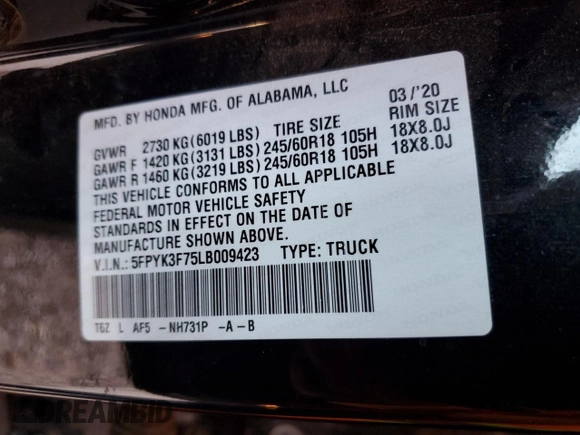 MFD. BY HONDA MFG. OF ALABAMA, LLC 03/'20
GVWR 2730 KG(6019 LBS) TIRE SIZE RIM SIZE
GAWR F 1420 KG(3131 LBS) 245/60R18 105H 18X8.0J
GAWR R 1460 KG(3219 LBS) 245/60R18 105H 18X8.0J
THIS VEHICLE CONFORMS TO ALL APPLICABLE
FEDERAL MOTOR VEHICLE SAFETY
STANDARDS IN EFFECT ON THE DATE OF
MANUFACTURE SHOWN ABOVE.
V.I.N.: 5FPYK3F75LB009423 TYPE: TRUCK
T6Z L AF5 -NH731P -A-B
DREAMBID